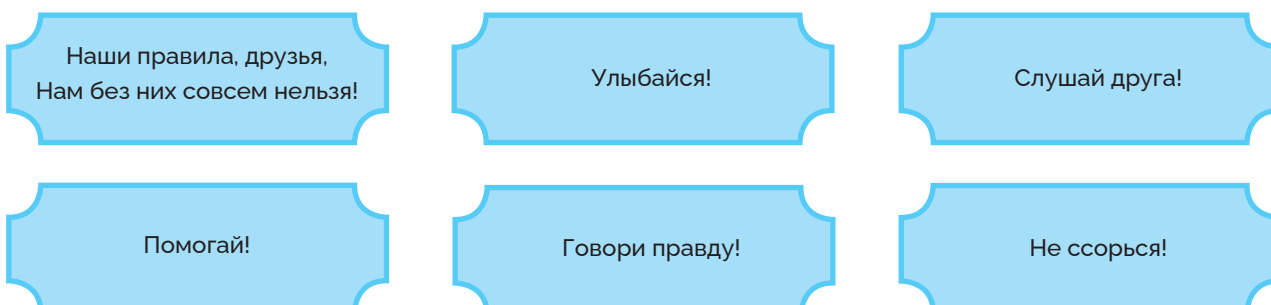 Наши правила, друзья,
Нам без них совсем нельзя!
Улыбайся!
Слушай друга!
Помогай!
Говори правду!
Не ссорься!